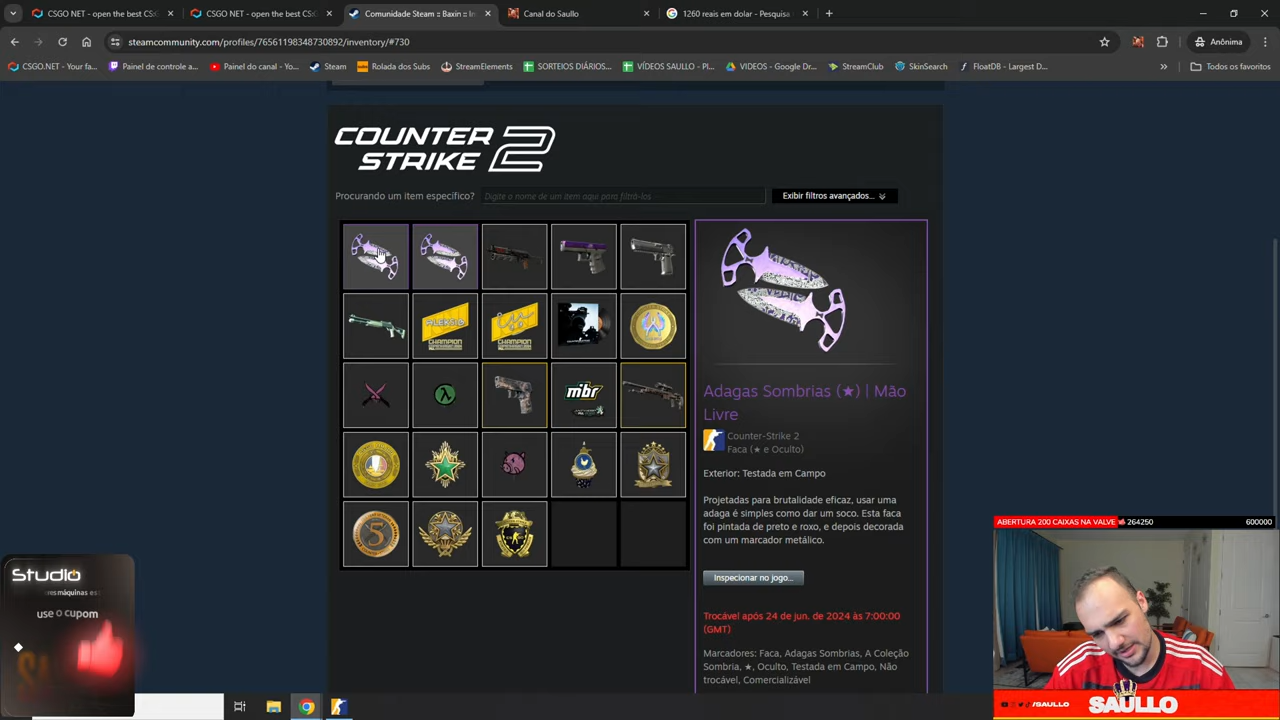 CSGO NET - open the best CS:
CSGO NET - open the best CS:
Comunidade Steam :: Baxin :: In
Canal do Saullo
1260 reais em dolar - Pesquisa
steamcommunity.com/profiles/76561198348730892/inventory/#730
Anônima
CSGO.NET - Your fa...
Painel de controle a...
Painel do canal - Yo...
Steam
Rolada dos Subs
StreamElements
SORTEIOS DIÁRIOS...
VÍDEOS SAULLO - Pl...
VIDEOS - Google Dr...
StreamClub
SkinSearch
FloatDB - Largest D...
Todos os favoritos
COUNTER
STRIKE 2
Procurando um item específico?
Digite o nome de um item aqui para filtrá-los
Exibir filtros avançados...
CHAMPION
CHAMPION
mbr
5
Adagas Sombrias (★) | Mão
Livre
Counter-Strike 2
Faca (★ e Oculto)
Exterior: Testada em Campo
Projetadas para brutalidade eficaz, usar uma
adaga é simples como dar um soco. Esta faca
foi pintada de preto e roxo, e depois decorada
com um marcador metálico.
Inspecionar no jogo...
Trocável após 24 de jun. de 2024 às 7:00:00
(GMT)
Marcadores: Faca, Adagas Sombrias, A Coleção
Sombria, ★, Oculto, Testada em Campo, Não
trocável, Comercializável
ABERTURA 200 CAIXAS NA VALVE 264250 600000
Studio
use o cupom
/SAULLO
SAULLO